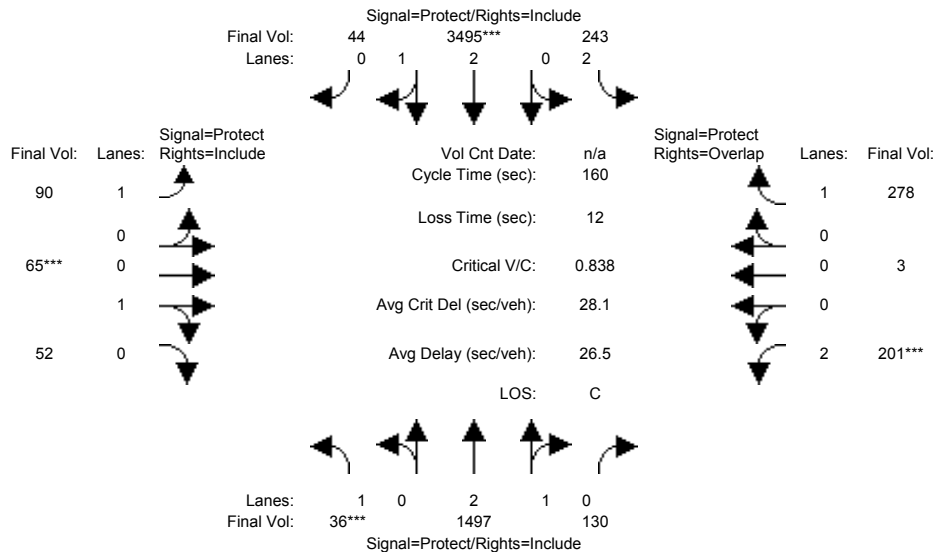 Signal=Protect/Rights=Include
Final Vol: 44 3495*** 243
Lanes: 0 1 2 0 2
Signal=Protect
Final Vol: Lanes: Rights=Include
Vol Cnt Date: n/a
Signal=Protect
Rights=Overlap Lanes: Final Vol:
Cycle Time (sec): 160
90 1
1 278
Loss Time (sec): 12
0
0
65*** 0
Critical V/C: 0.838
0 3
1
Avg Crit Del (sec/veh): 28.1
0
52 0
Avg Delay (sec/veh): 26.5
2 201***
LOS: C
Lanes: 1 0 2 1 0
Final Vol: 36*** 1497 130
Signal=Protect/Rights=Include